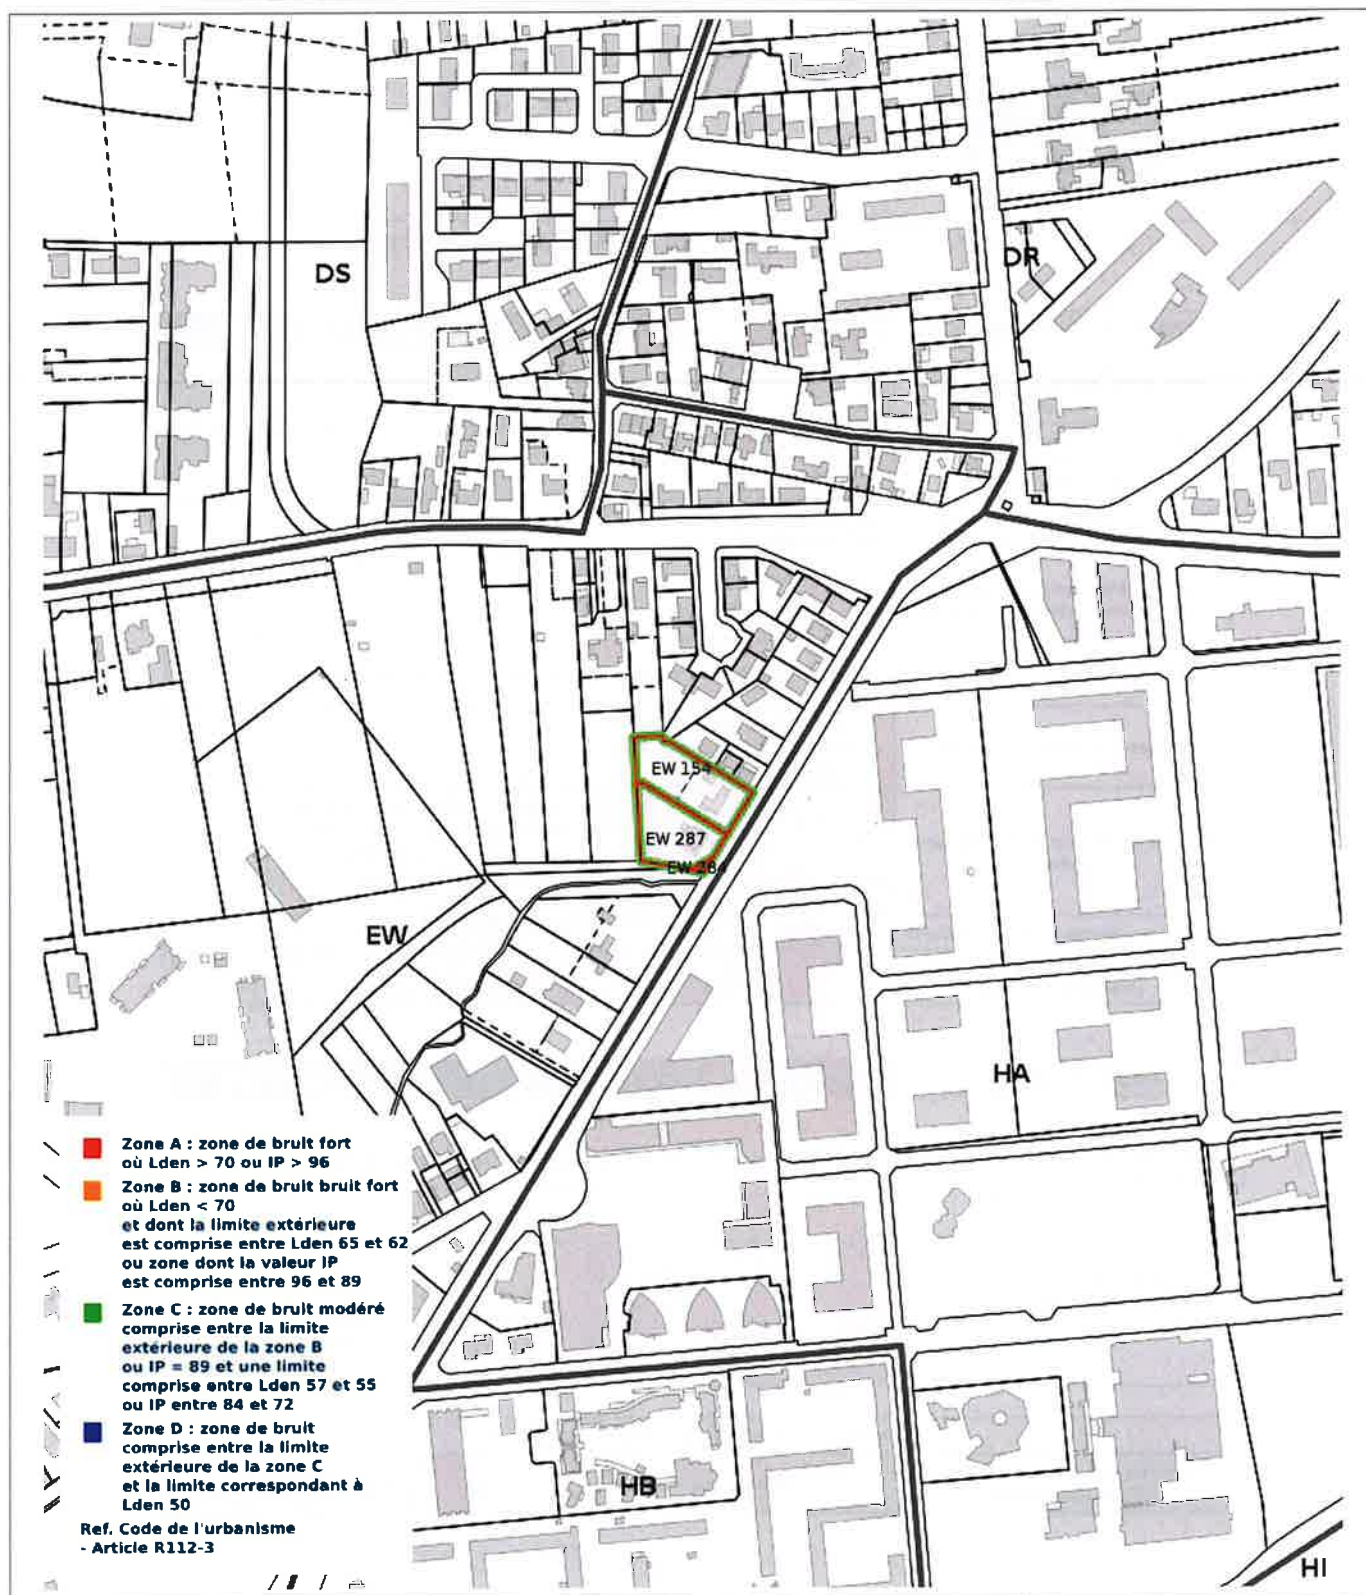 DS
DR
EW 154
EW 287
EW 284
EW
HA
Zone A : zone de bruit fort
où Lden > 70 ou IP > 96
Zone B : zone de bruit bruit fort
où Lden < 70
et dont la limite extérieure
est comprise entre Lden 65 et 62
ou zone dont la valeur IP
est comprise entre 96 et 89
Zone C : zone de bruit modéré
comprise entre la limite
extérieure de la zone B
ou IP = 89 et une limite
comprise entre Lden 57 et 55
ou IP entre 84 et 72
Zone D : zone de bruit
comprise entre la limite
extérieure de la zone C
et la limite correspondant à
Lden 50
Ref. Code de l'urbanisme
- Article R112-3
HB
HI